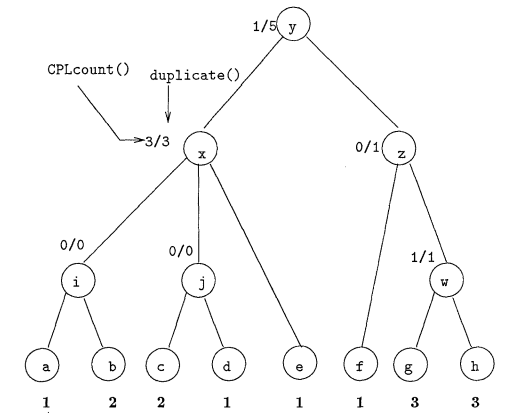 1/5 y
CPLcount()
duplicate()
3/3 x
0/1 z
0/0 i
0/0 j
1/1 w
a b c d e f g h
1 2 2 1 1 1 3 3